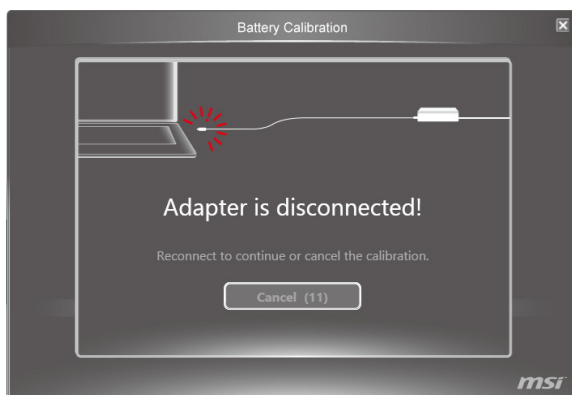 Battery Calibration
Adapter is disconnected!
Reconnect to continue or cancel the calibration.
Cancel (11)
msi